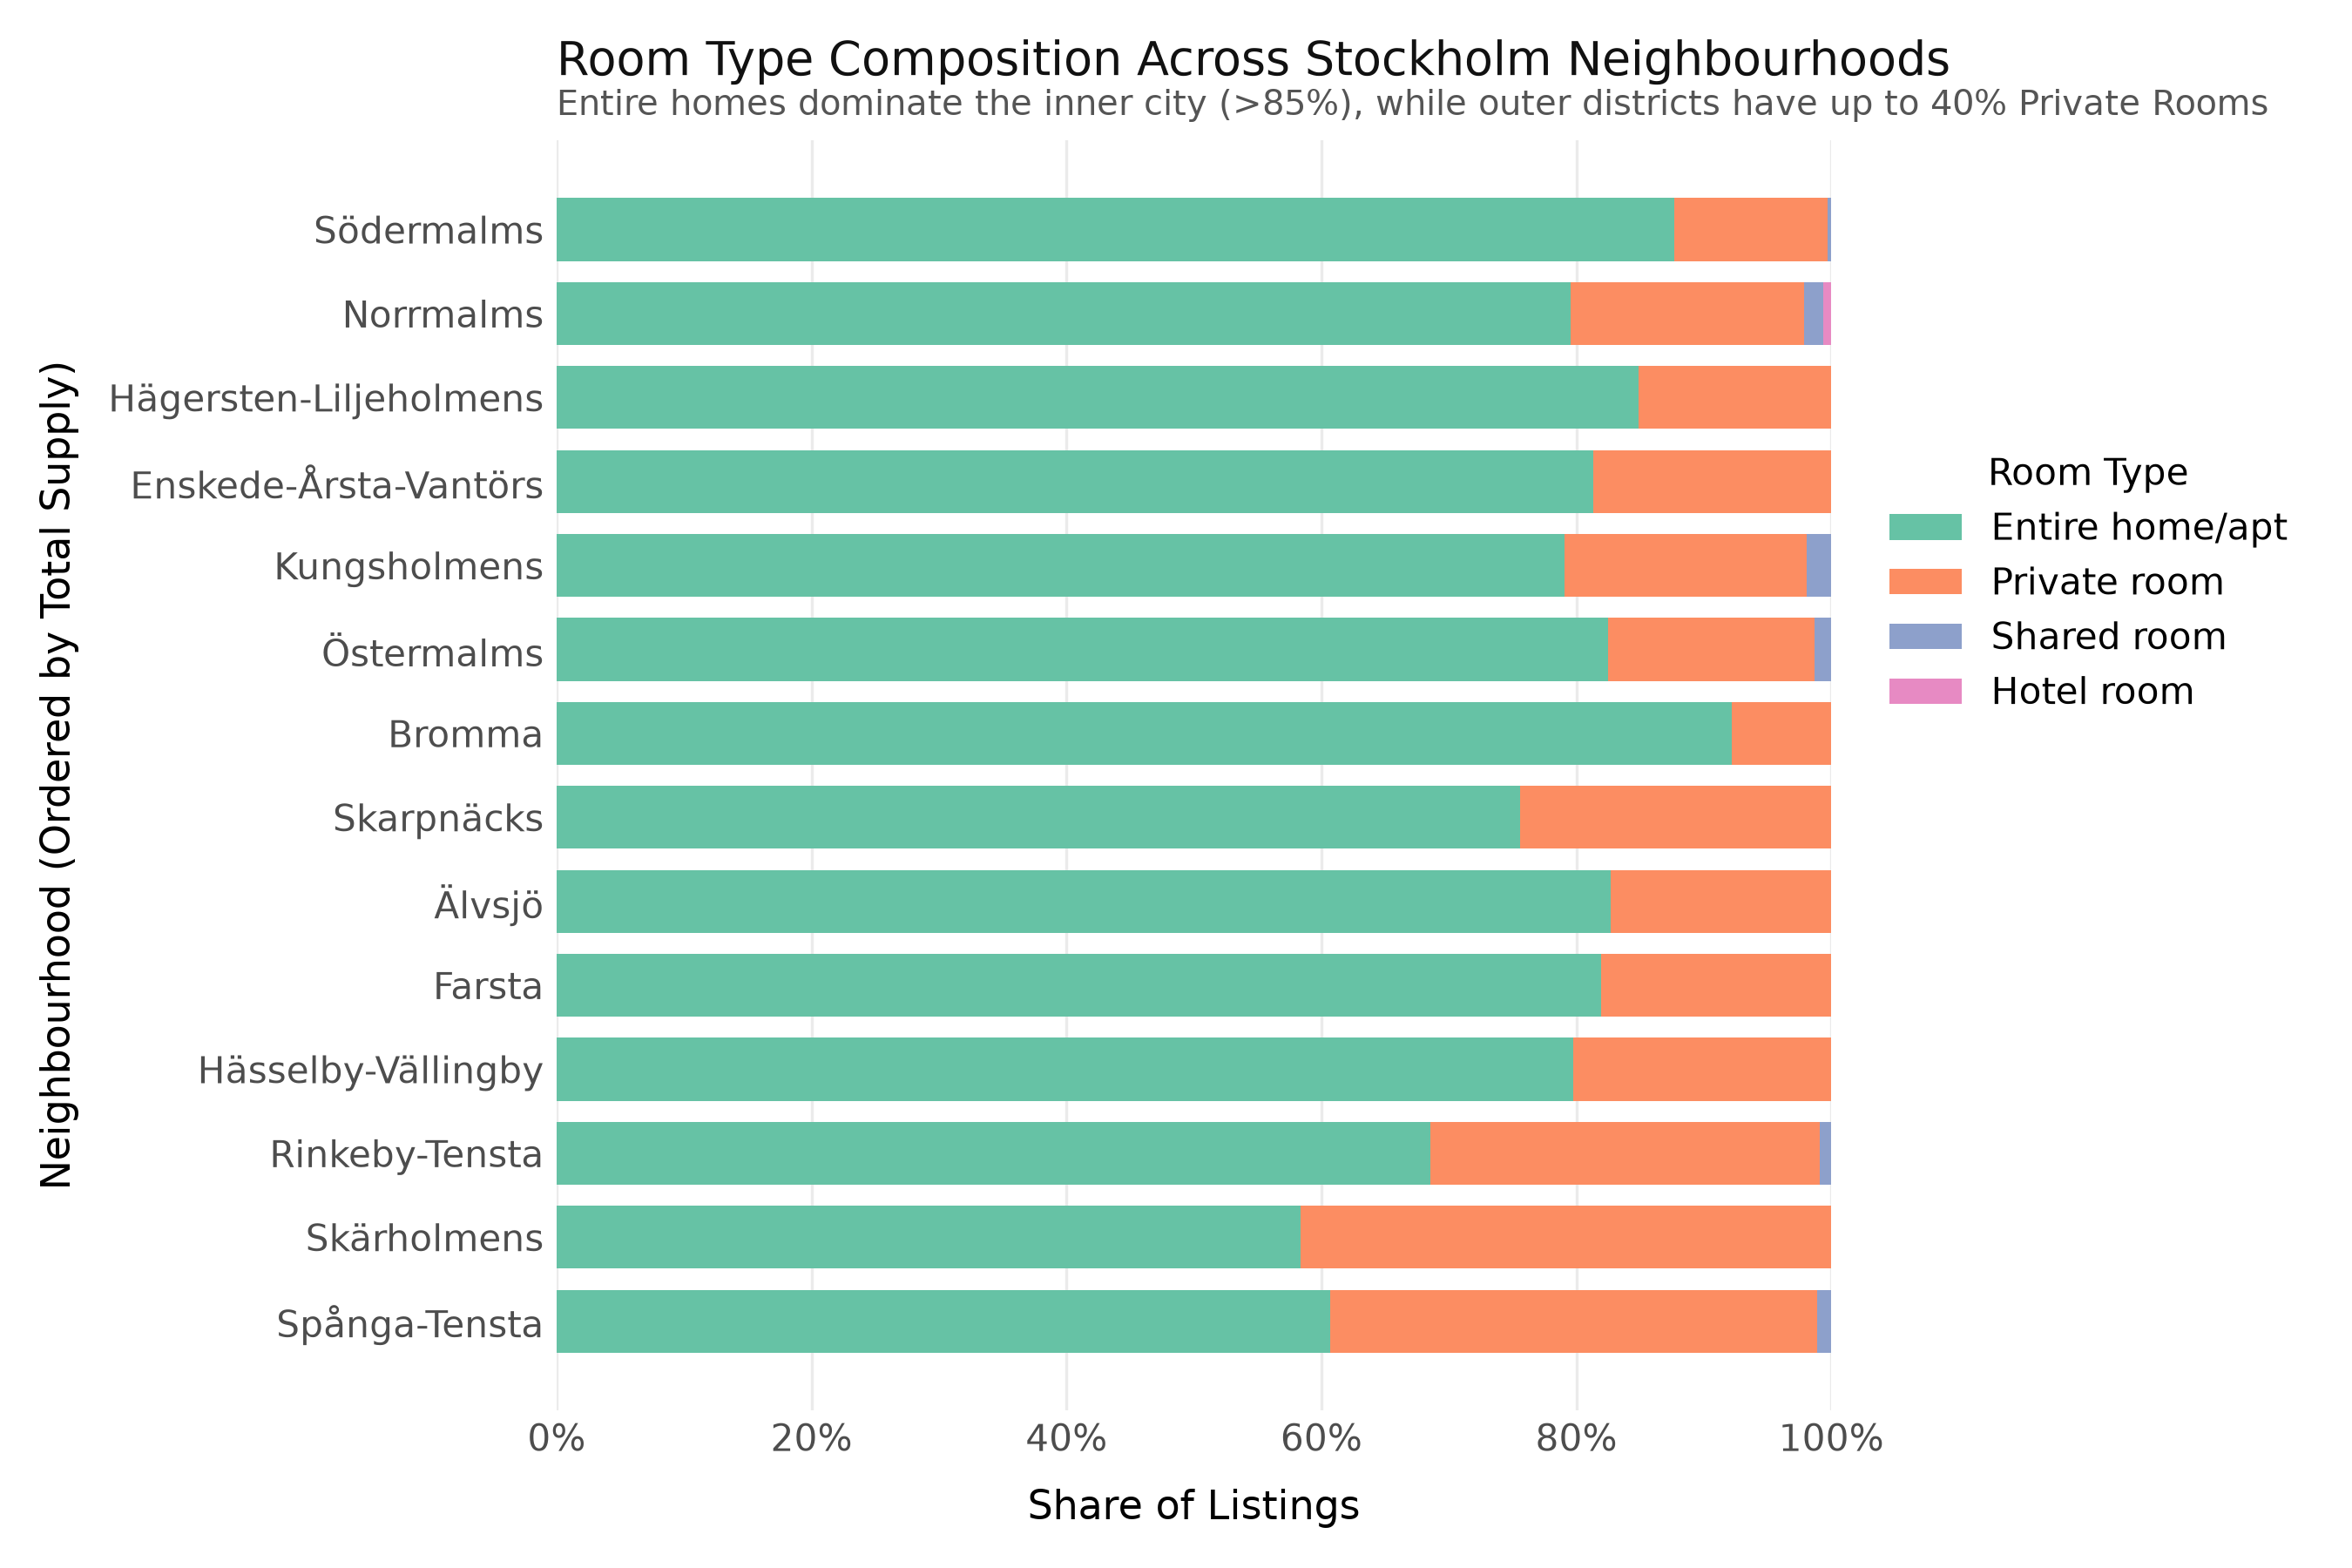 Room Type Composition Across Stockholm Neighbourhoods
Entire homes dominate the inner city (>85%), while outer districts have up to 40% Private Rooms
Neighbourhood (Ordered by Total Supply)
Södermalms
Norrmalms
Hägersten-Liljeholmens
Enskede-Årsta-Vantörs
Kungsholmens
Östermalms
Bromma
Skarpnäcks
Älvsjö
Farsta
Hässelby-Vällingby
Rinkeby-Tensta
Skärholmens
Spånga-Tensta
0% 20% 40% 60% 80% 100%
Share of Listings
Room Type
Entire home/apt
Private room
Shared room
Hotel room